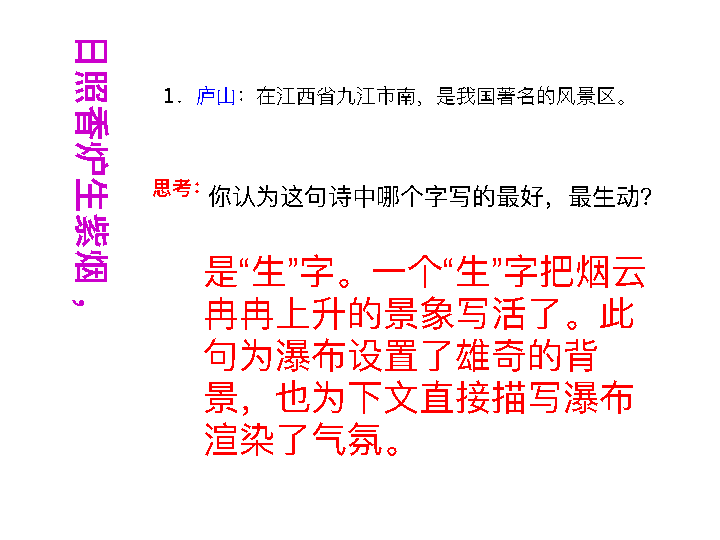 日照香炉生紫烟，
1．庐山：在江西省九江市南，是我国著名的风景区。
思考：你认为这句诗中哪个字写的最好，最生动？
是“生”字。一个“生”字把烟云
冉冉上升的景象写活了。此
句为瀑布设置了雄奇的背
景，也为下文直接描写瀑布
渲染了气氛。